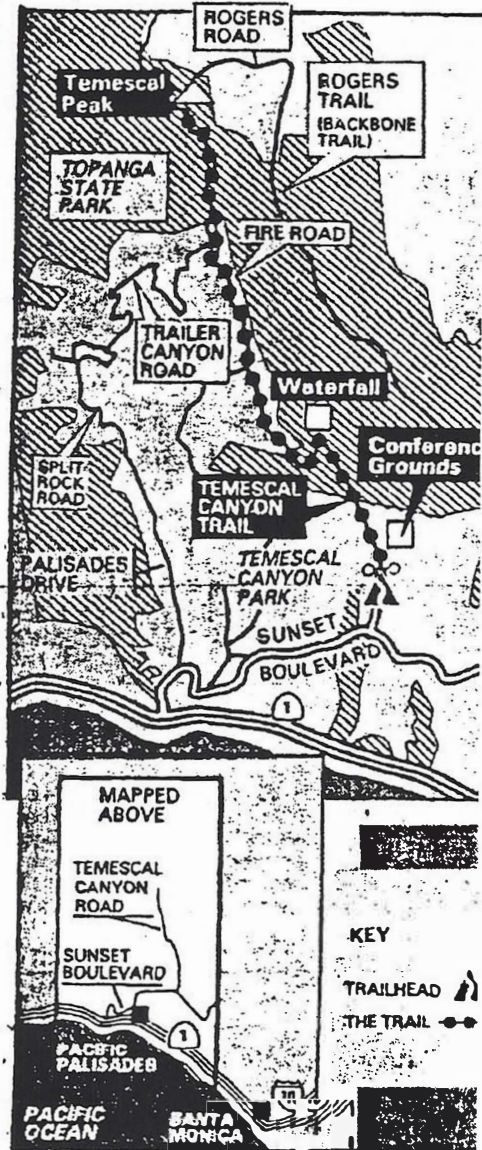 ROGERS
ROAD
Temescal
Peak
ROGERS
TRAIL
(BACKBONE
TRAIL)
TOPANGA
STATE
PARK
FIRE ROAD
TRAILER
CANYON
ROAD
Waterfall
Conferenc
Grounds
SPLIT
ROCK
ROAD
TEMESCAL
CANYON
TRAIL
PALISADES
DRIVE
TEMESCAL
CANYON
PARK
SUNSET
BOULEVARD
1
MAPPED
ABOVE
TEMESCAL
CANYON
ROAD
SUNSET
BOULEVARD
1
PACIFIC
PALISADES
PACIFIC
OCEAN
SANTA
MONICA
10
KEY
TRAILHEAD
THE TRAIL